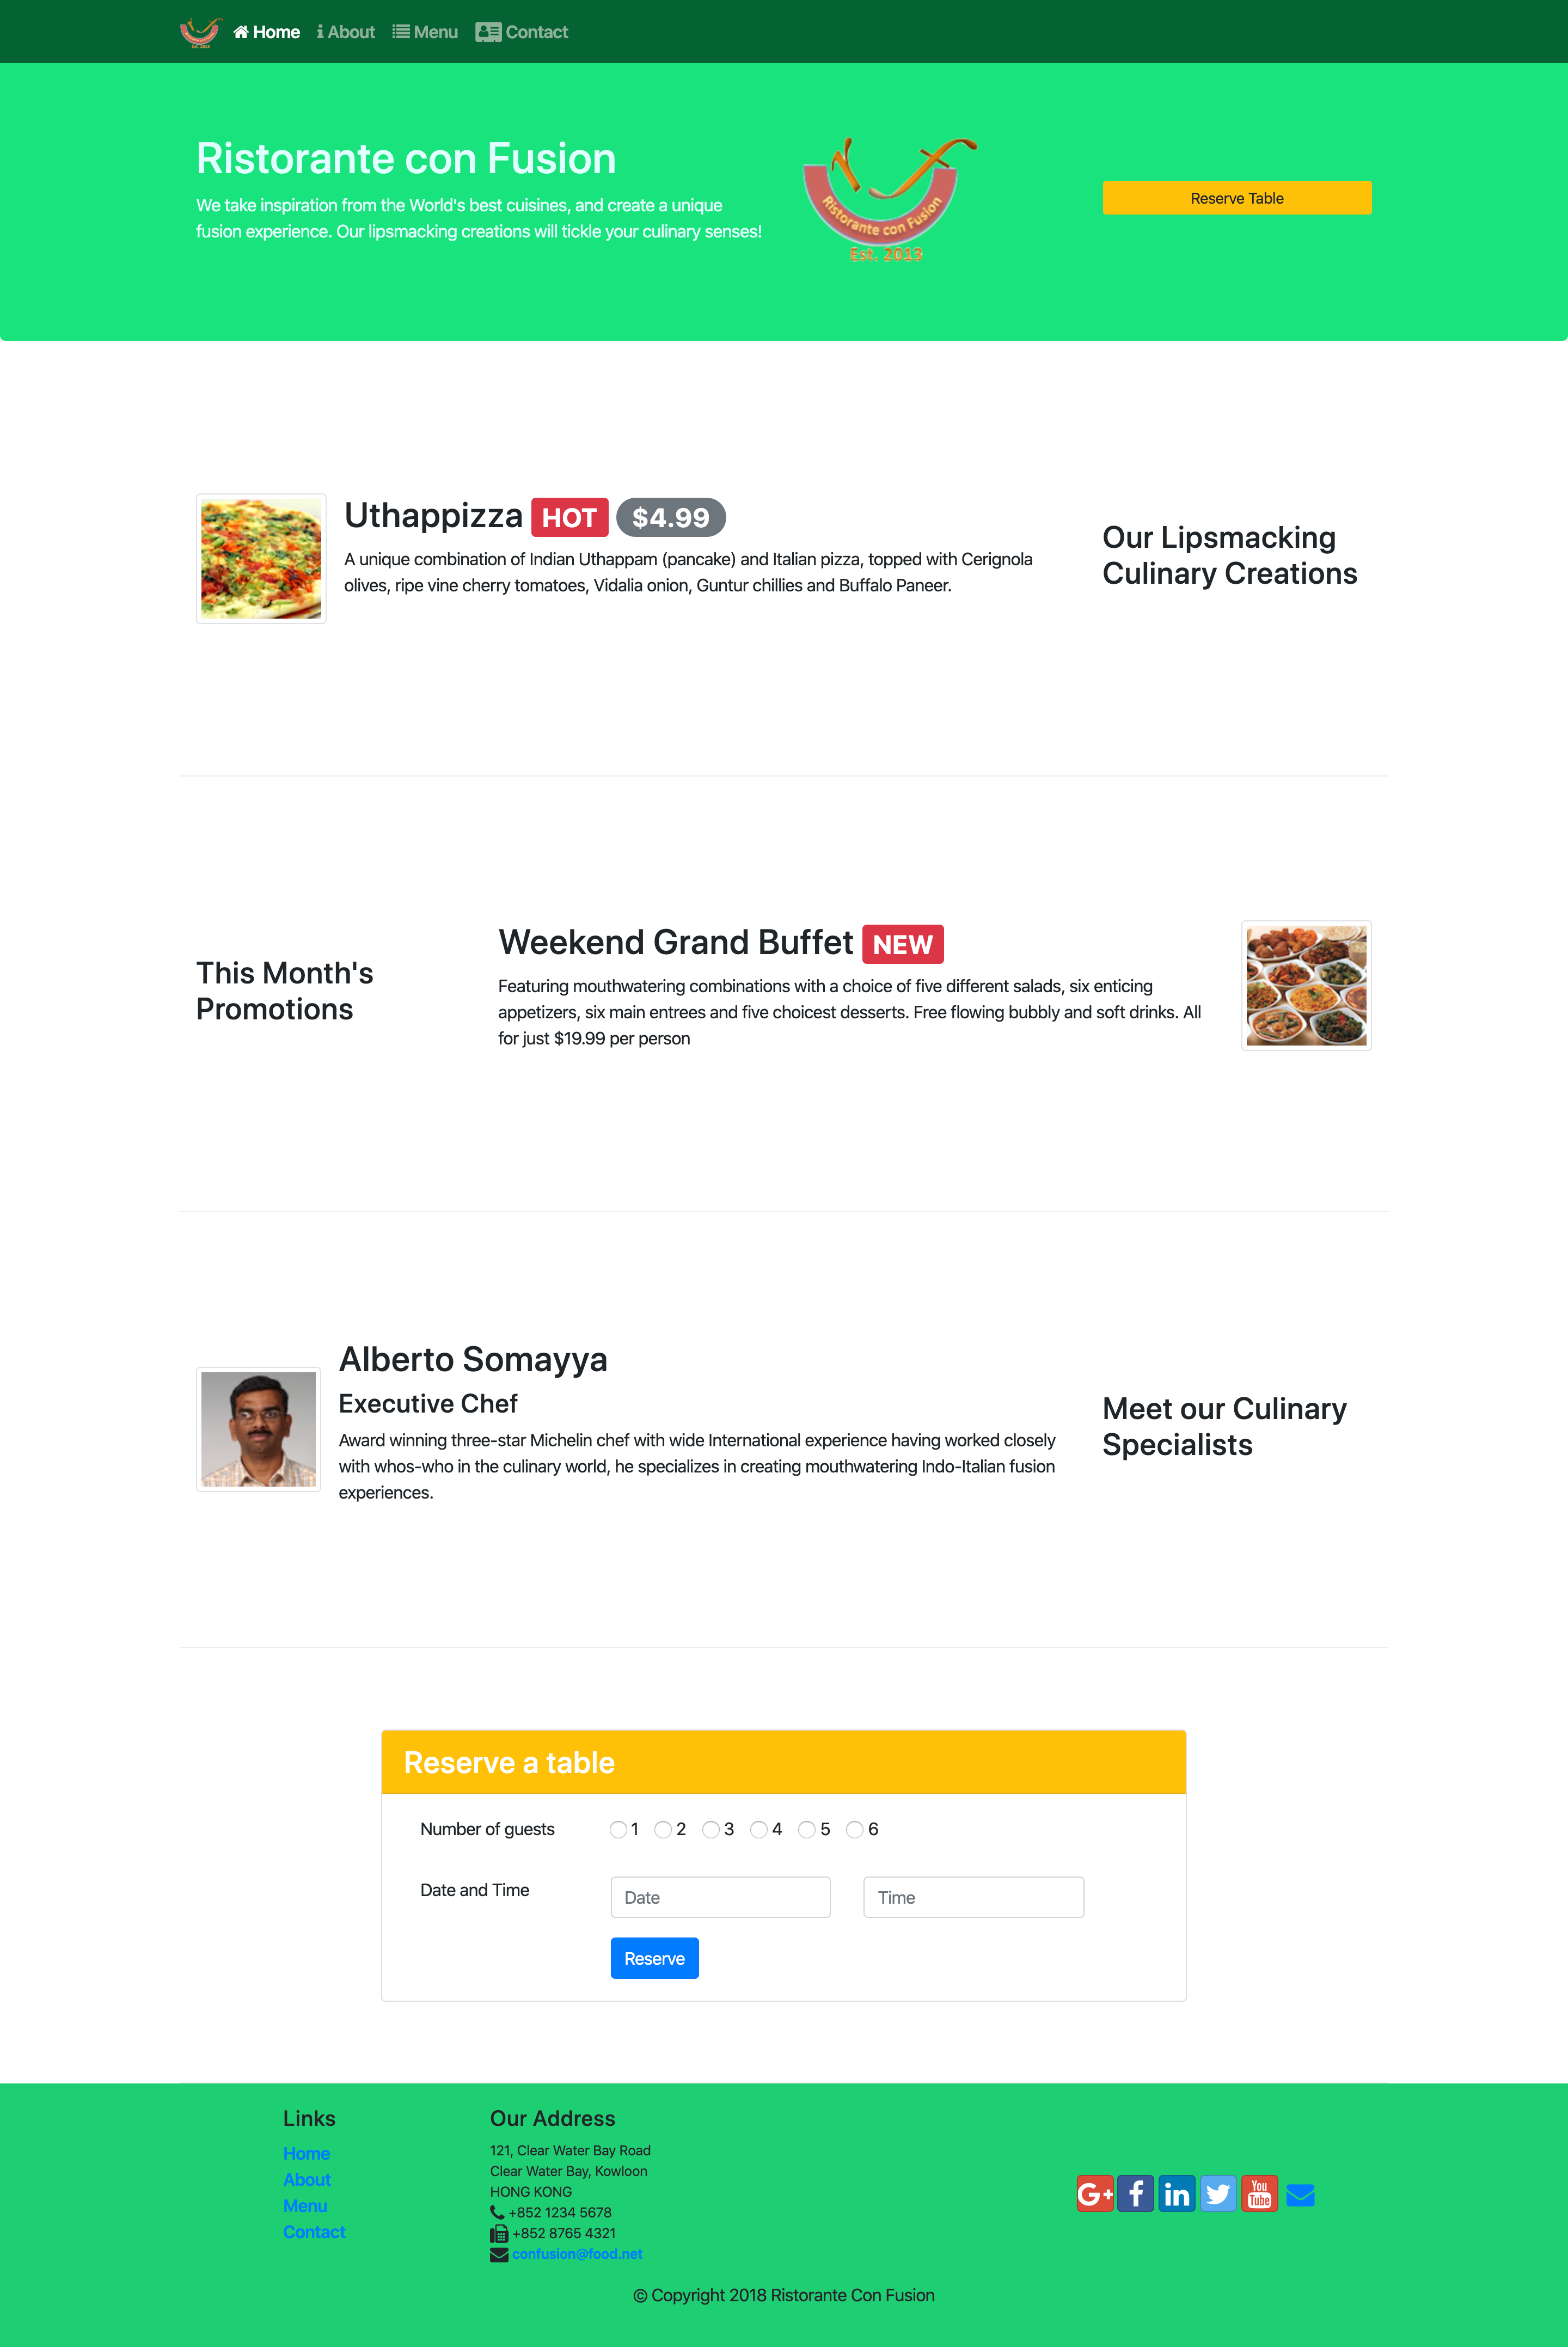 Home About Menu Contact
Ristorante con Fusion
We take inspiration from the World's best cuisines, and create a unique
fusion experience. Our lipsmacking creations will tickle your culinary senses!
Ristorante con Fusion
Est. 2013
Reserve Table
Uthappizza HOT $4.99
A unique combination of Indian Uthappam (pancake) and Italian pizza, topped with Cerignola
olives, ripe vine cherry tomatoes, Vidalia onion, Guntur chillies and Buffalo Paneer.
Our Lipsmacking
Culinary Creations
This Month's
Promotions
Weekend Grand Buffet NEW
Featuring mouthwatering combinations with a choice of five different salads, six enticing
appetizers, six main entrees and five choicest desserts. Free flowing bubbly and soft drinks. All
for just $19.99 per person
Alberto Somayya
Executive Chef
Award winning three-star Michelin chef with wide International experience having worked closely
with whos-who in the culinary world, he specializes in creating mouthwatering Indo-Italian fusion
experiences.
Meet our Culinary
Specialists
Reserve a table
Number of guests 1 2 3 4 5 6
Date and Time Date Time
Reserve
Links
Home
About
Menu
Contact
Our Address
121, Clear Water Bay Road
Clear Water Bay, Kowloon
HONG KONG
+852 1234 5678
+852 8765 4321
confusion@food.net
G+ f in You
Tube
© Copyright 2018 Ristorante Con Fusion